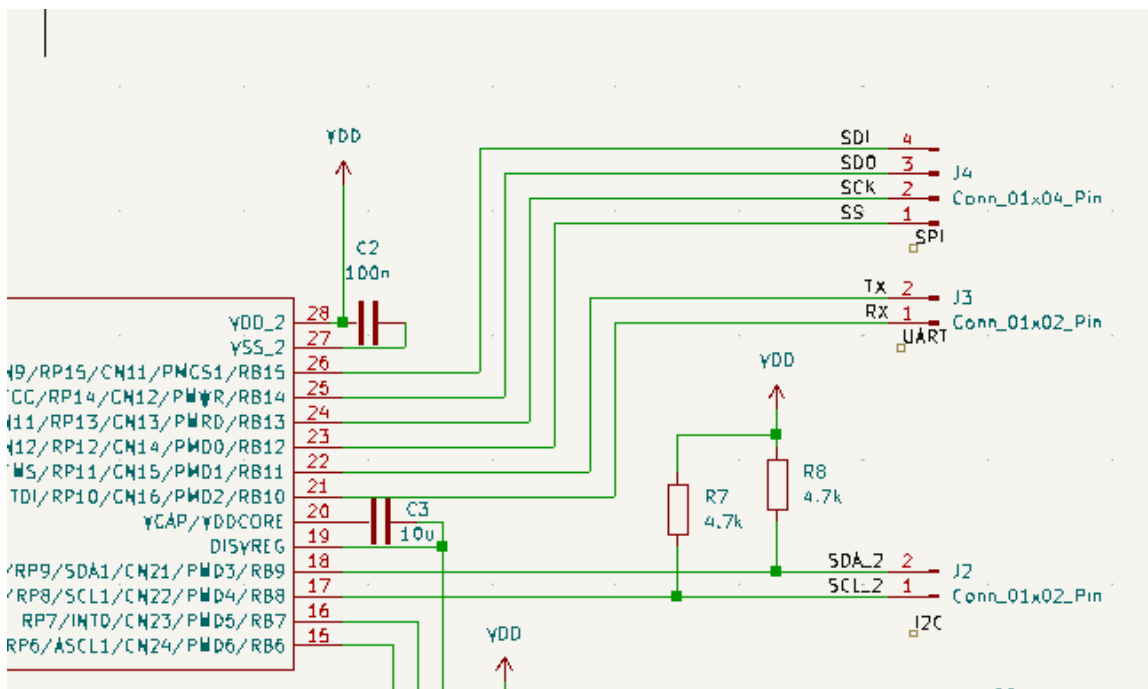 VDD
SDI 4
SDO 3
J4
SCK 2
Conn_01x04_Pin
SS 1
SPI
C2
100n
TX 2
J3
RX 1
Conn_01x02_Pin
UART
28
VDD_2
27
VSS_2
VDD
26
N9/RP15/CN11/PMCS1/RB15
25
CC/RP14/CN12/PMWR/RB14
24
N11/RP13/CN13/PMRD/RB13
23
N12/RP12/CN14/PMD0/RB12
22
TMS/RP11/CN15/PMD1/RB11
21
TDI/RP10/CN16/PMD2/RB10
R8
4.7k
R7
4.7k
20
VCAP/VDDCORE
C3
10u
19
DISVREG
18
/RP9/SDA1/CN21/PMD3/RB9
17
/RP8/SCL1/CN22/PMD4/RB8
16
RP7/INT0/CN23/PMD5/RB7
15
RP6/ASCL1/CN24/PMD6/RB6
SDA_2 2
J2
SCL_2 1
Conn_01x02_Pin
I2C
VDD